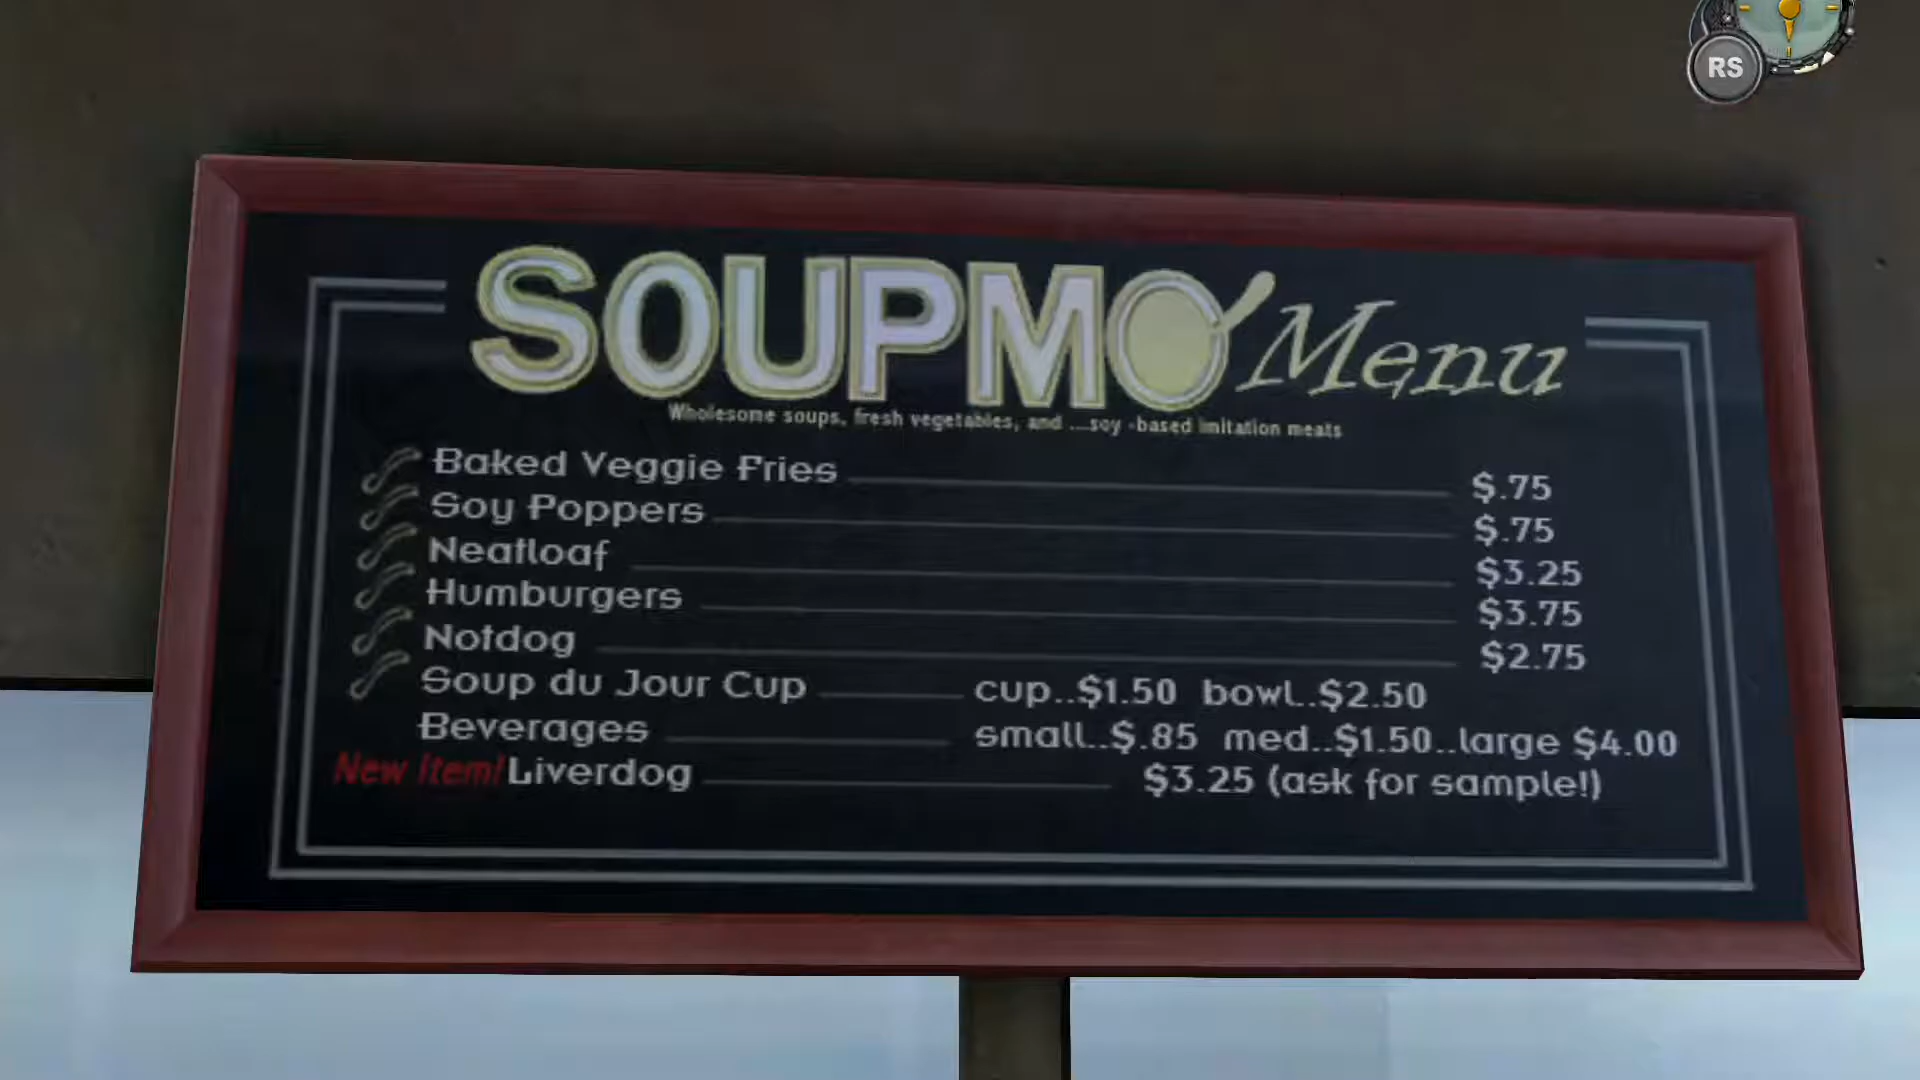 RS
SOUPMO Menu
Wholesome soups, fresh vegetables, and ...soy -based imitation meats
Baked Veggie Fries $.75
Soy Poppers $.75
Neatloaf $3.25
Humburgers $3.75
Notdog $2.75
Soup du Jour Cup cup..$1.50 bowl..$2.50
Beverages small..$.85 med..$1.50..large $4.00
New Item! Liverdog $3.25 (ask for sample!)